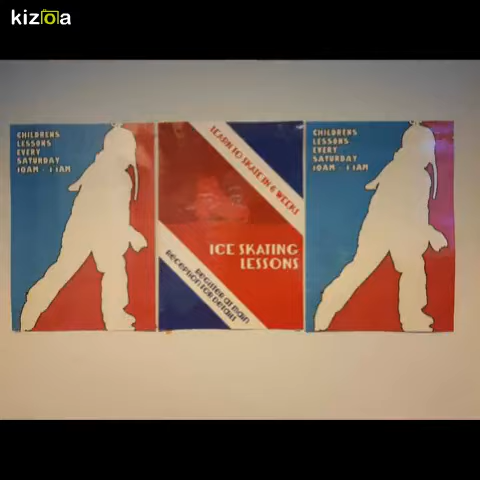 kizoa
CHILDRENS
LESSONS
EVERY
SATURDAY
10AM - 11AM
LEARN TO SKATE IN 6 WEEKS
ICE SKATING
LESSONS
REGISTER AT MAIN
RECEPTION FOR DETAILS
CHILDRENS
LESSONS
EVERY
SATURDAY
10AM - 11AM